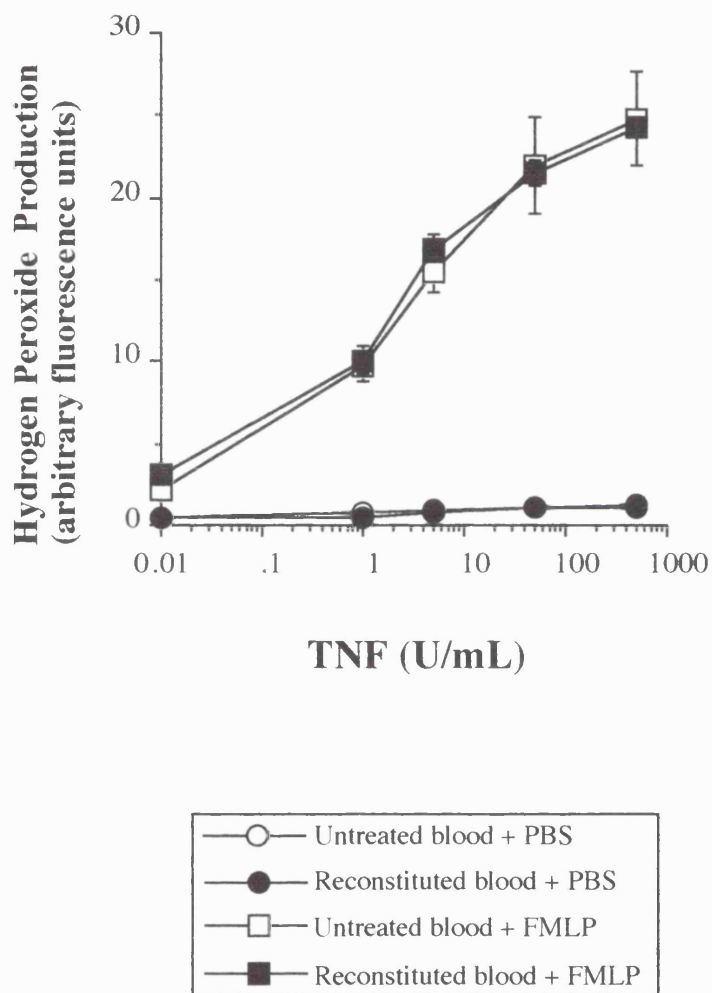 30
20
10
0
Hydrogen Peroxide Production
(arbitrary fluorescence units)
0.01 .1 1 10 100 1000
TNF (U/mL)
Untreated blood + PBS
Reconstituted blood + PBS
Untreated blood + FMLP
Reconstituted blood + FMLP